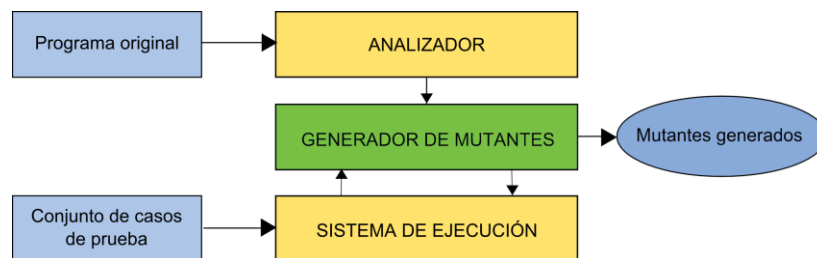 Programa original
ANALIZADOR
GENERADOR DE MUTANTES
Mutantes generados
Conjunto de casos
de prueba
SISTEMA DE EJECUCIÓN